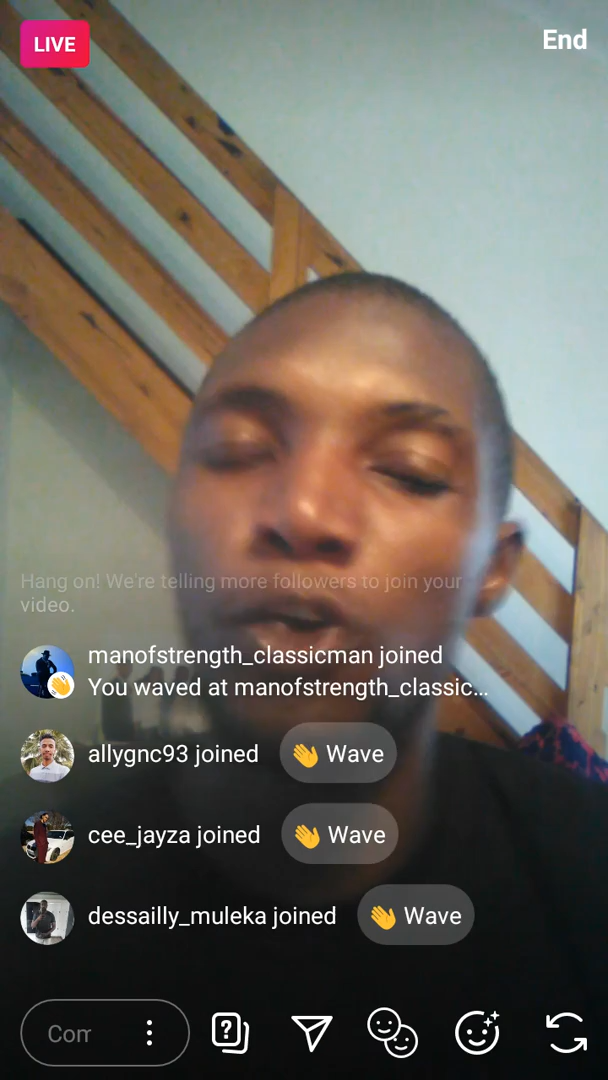 LIVE
End
Hang on! We're telling more followers to join your
video.
manofstrength_classicman joined
You waved at manofstrength_classic...
allygnc93 joined
Wave
cee_jayza joined
Wave
dessailly_muleka joined
Wave
Com